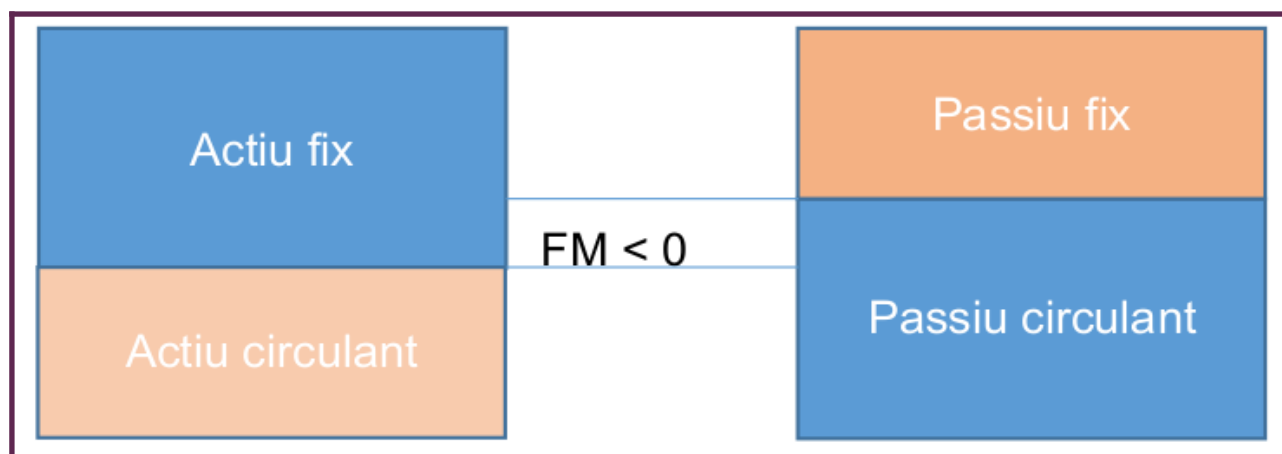 Actiu fix
Passiu fix
FM < 0
Actiu circulant
Passiu circulant